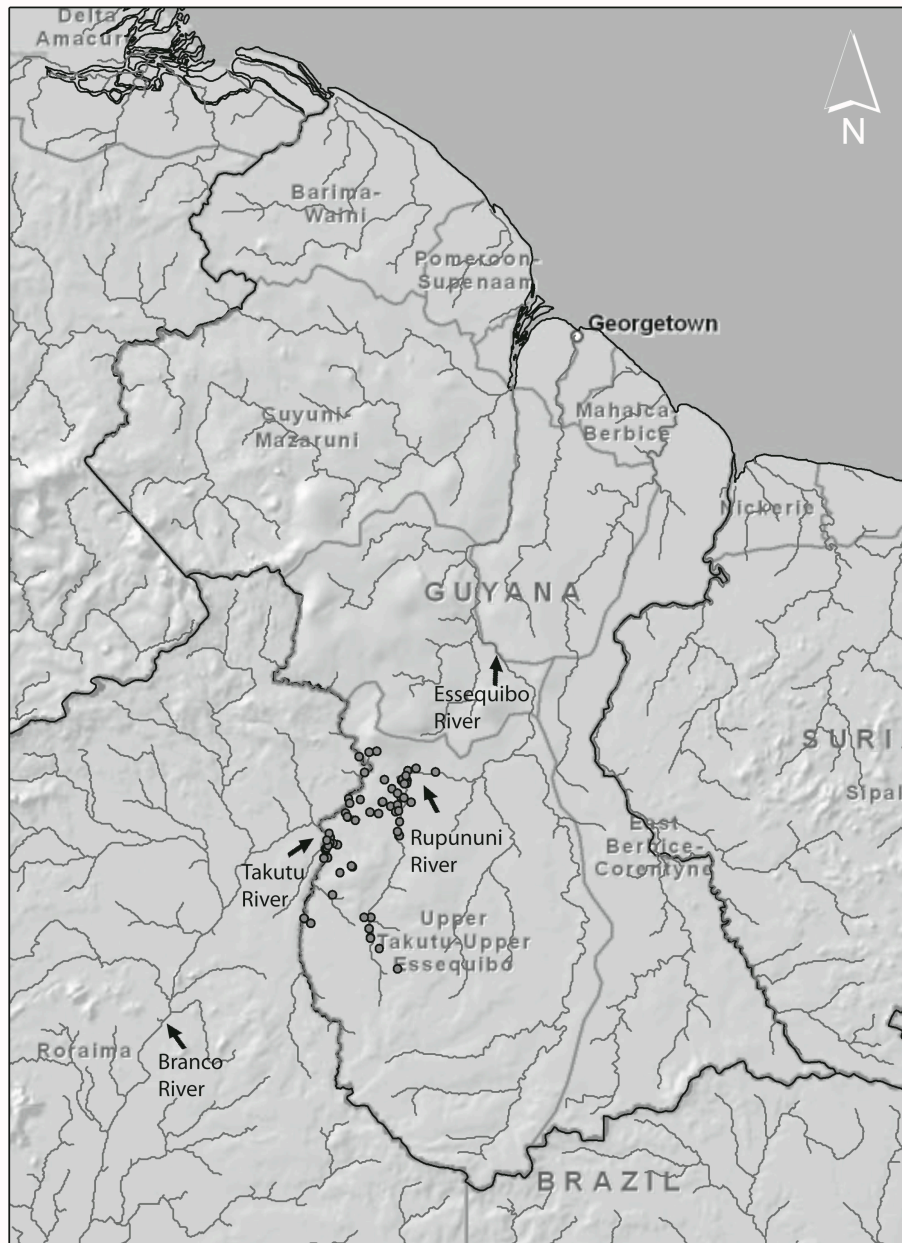 Delta
Amacur
N
Barima-
Waini
Pomeroon-
Supenaam
Georgetown
Cuyuni-
Mazaruni
Mahaica-
Berbice
Nickerie
GUYANA
Essequibo
River
SURI
Sipal
Rupununi
River
Takutu
River
East
Berbice-
Corentyne
Upper
Takutu-Upper
Essequibo
Roraima
Branco
River
BRAZIL